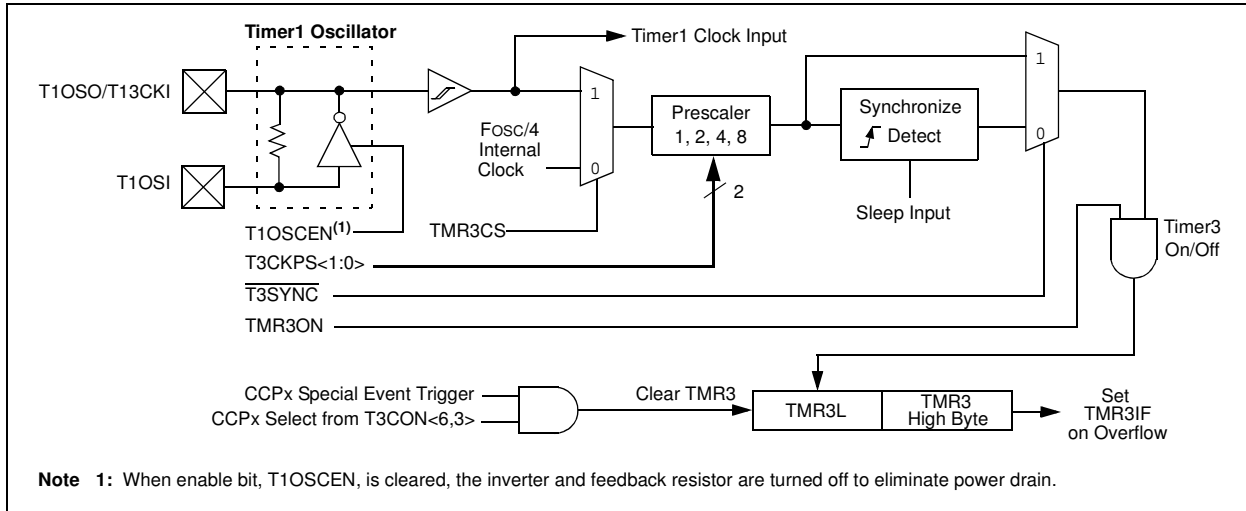 Timer1 Oscillator
Timer1 Clock Input
T1OSO/T13CKI
1
FOSC/4
Internal
Clock
0
Prescaler
1, 2, 4, 8
Synchronize
Detect
1
0
2
Sleep Input
T1OSI
T1OSCEN(1)
TMR3CS
Timer3
On/Off
T3CKPS<1:0>
T3SYNC
TMR3ON
CCPx Special Event Trigger
CCPx Select from T3CON<6,3>
Clear TMR3
TMR3L
TMR3
High Byte
Set
TMR3IF
on Overflow
Note 1: When enable bit, T1OSCEN, is cleared, the inverter and feedback resistor are turned off to eliminate power drain.